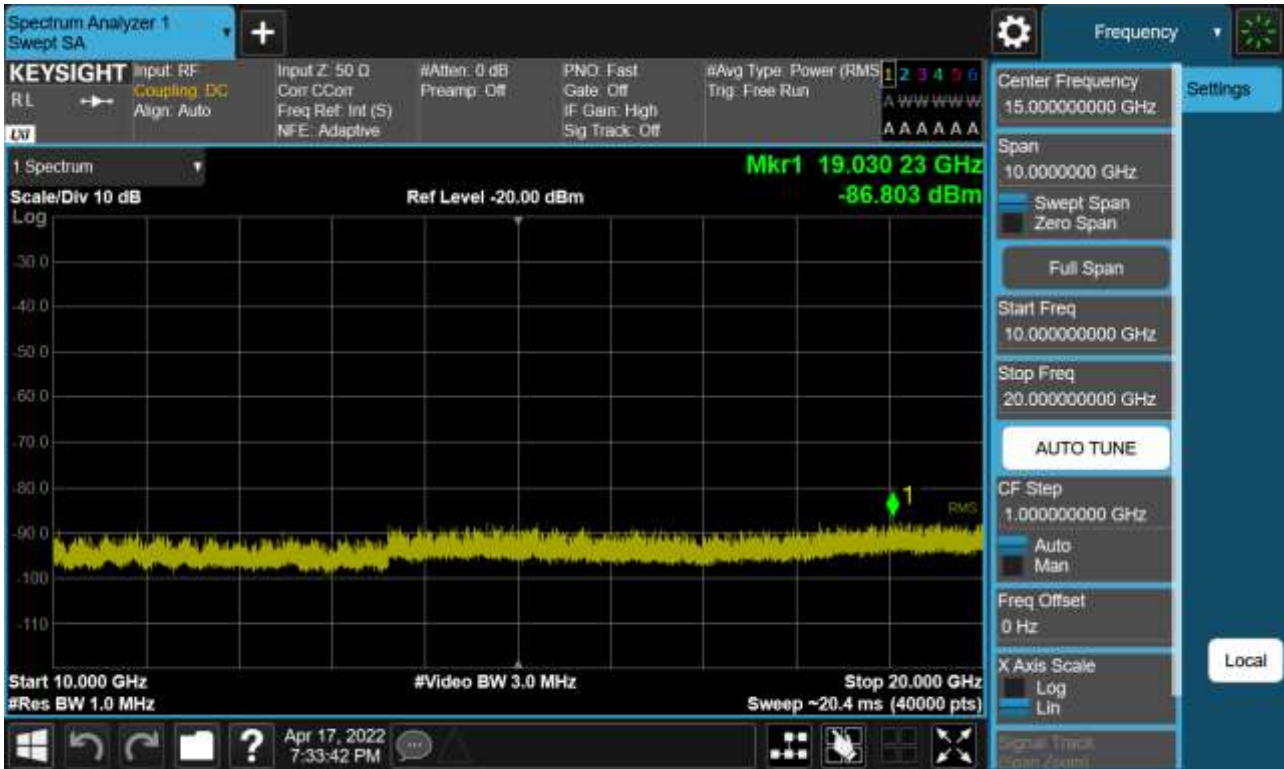 Spectrum Analyzer 1
Swept SA
+
Frequency
KEYSIGHT
RL
LXI
Input: RF
Coupling: DC
Align: Auto
Input Z: 50 Ω
Corr CCorr
Freq Ref: Int (S)
NFE: Adaptive
#Atten: 0 dB
Preamp: Off
PNO: Fast
Gate: Off
IF Gain: High
Sig Track: Off
#Avg Type: Power (RMS
Trig: Free Run
1 2 3 4 5 6
A W W W W W
A A A A A A
1 Spectrum
Scale/Div 10 dB
Ref Level -20.00 dBm
Mkr1 19.030 23 GHz
-86.803 dBm
Log
-30.0
-40.0
-50.0
-60.0
-70.0
-80.0
-90.0
-100
-110
1
RMS
Start 10.000 GHz
#Res BW 1.0 MHz
#Video BW 3.0 MHz
Stop 20.000 GHz
Sweep ~20.4 ms (40000 pts)
Center Frequency
15.000000000 GHz
Span
10.0000000 GHz
Swept Span
Zero Span
Full Span
Start Freq
10.000000000 GHz
Stop Freq
20.000000000 GHz
AUTO TUNE
CF Step
1.000000000 GHz
Auto
Man
Freq Offset
0 Hz
X Axis Scale
Log
Lin
Signal Track
(Span Zoom)
Settings
Local
?
Apr 17, 2022
7:33:42 PM